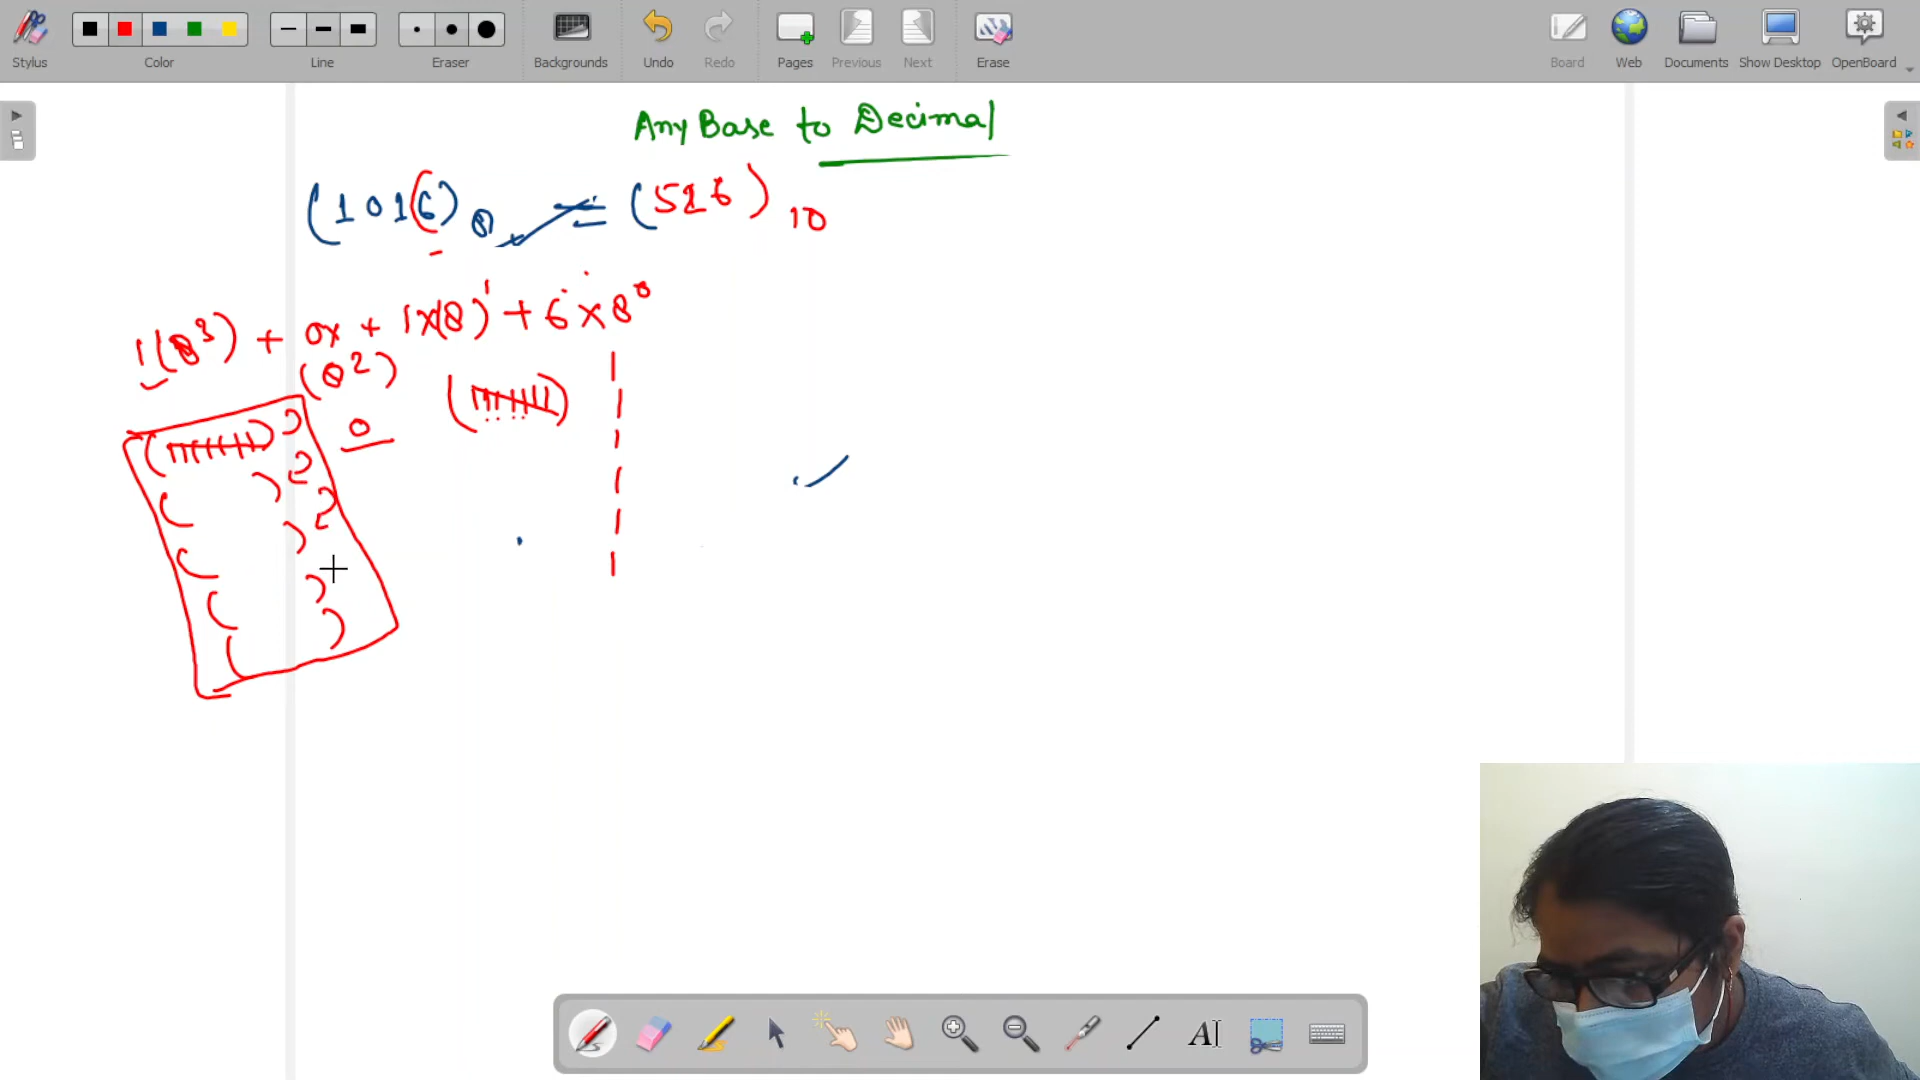 Stylus
Color
Line
Eraser
Backgrounds
Undo
Redo
Pages
Previous
Next
Erase
Board
Web
Documents
Show Desktop
OpenBoard
Any Base to Decimal
(1016)8 = (526)10
1(8³) + 0x + 1x(8)¹ + 6x8⁰
(8²)
0